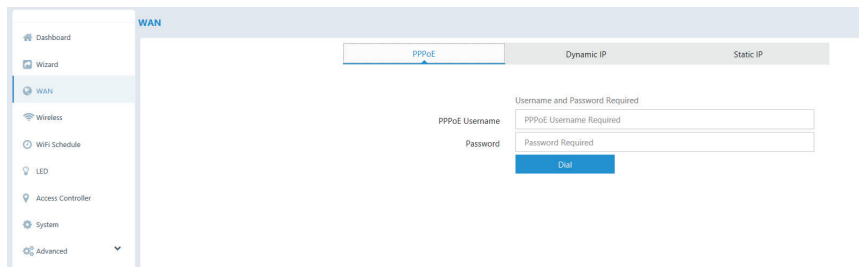 WAN
Dashboard
Wizard
WAN
Wireless
WiFi Schedule
LED
Access Controller
System
Advanced
PPPoE Dynamic IP Static IP
Username and Password Required
PPPoE Username PPPoE Username Required
Password Password Required
Dial